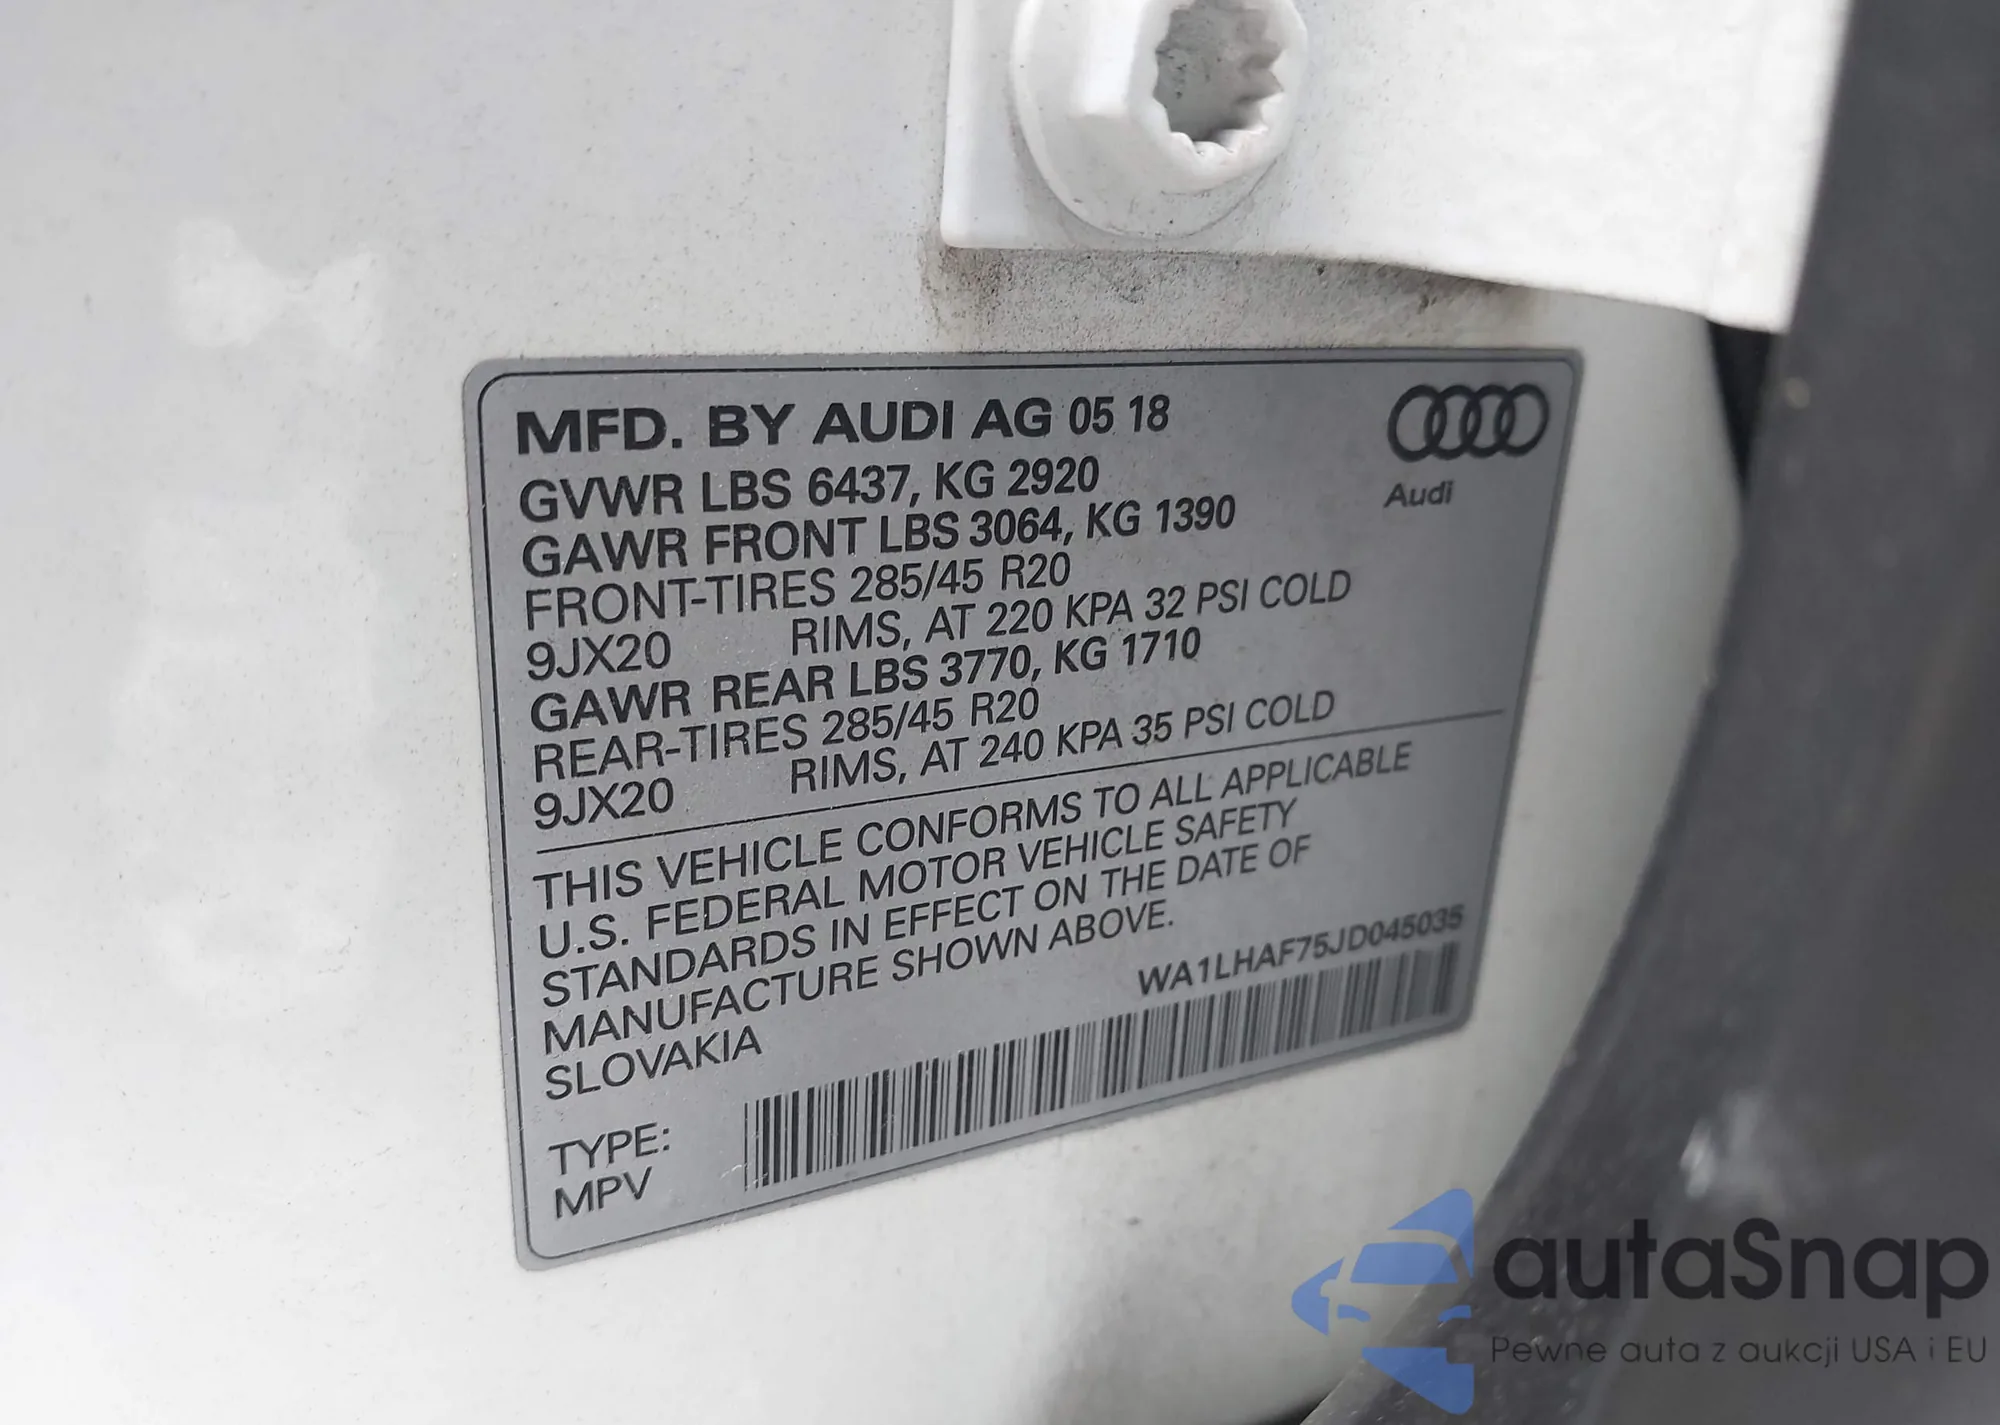 MFD. BY AUDI AG 05 18
GVWR LBS 6437, KG 2920
GAWR FRONT LBS 3064, KG 1390
FRONT-TIRES 285/45 R20
9JX20 RIMS, AT 220 KPA 32 PSI COLD
GAWR REAR LBS 3770, KG 1710
REAR-TIRES 285/45 R20
9JX20 RIMS, AT 240 KPA 35 PSI COLD
Audi
THIS VEHICLE CONFORMS TO ALL APPLICABLE
U.S. FEDERAL MOTOR VEHICLE SAFETY
STANDARDS IN EFFECT ON THE DATE OF
MANUFACTURE SHOWN ABOVE.
SLOVAKIA
WA1LHAF75JD045035
TYPE:
MPV
autaSnap
Pewne auta z aukcji USA i EU